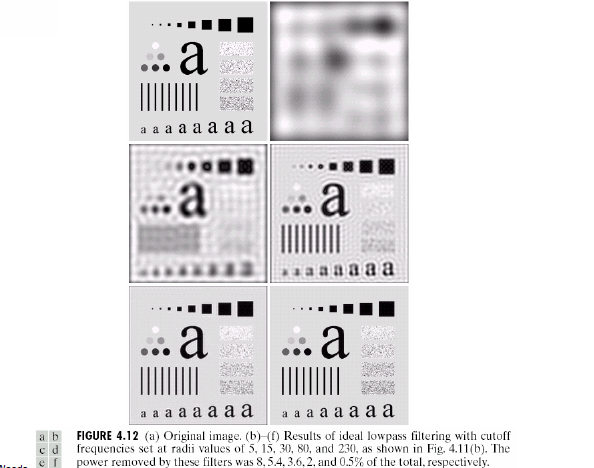 a
a a a a a a a a
a
a
a a a a a a a a
a
a a a a a a a a
a
a a a a a a a a
a b
c d
e f
FIGURE 4.12 (a) Original image. (b)–(f) Results of ideal lowpass filtering with cutoff
frequencies set at radii values of 5, 15, 30, 80, and 230, as shown in Fig. 4.11(b). The
power removed by these filters was 8, 5.4, 3.6, 2, and 0.5% of the total, respectively.